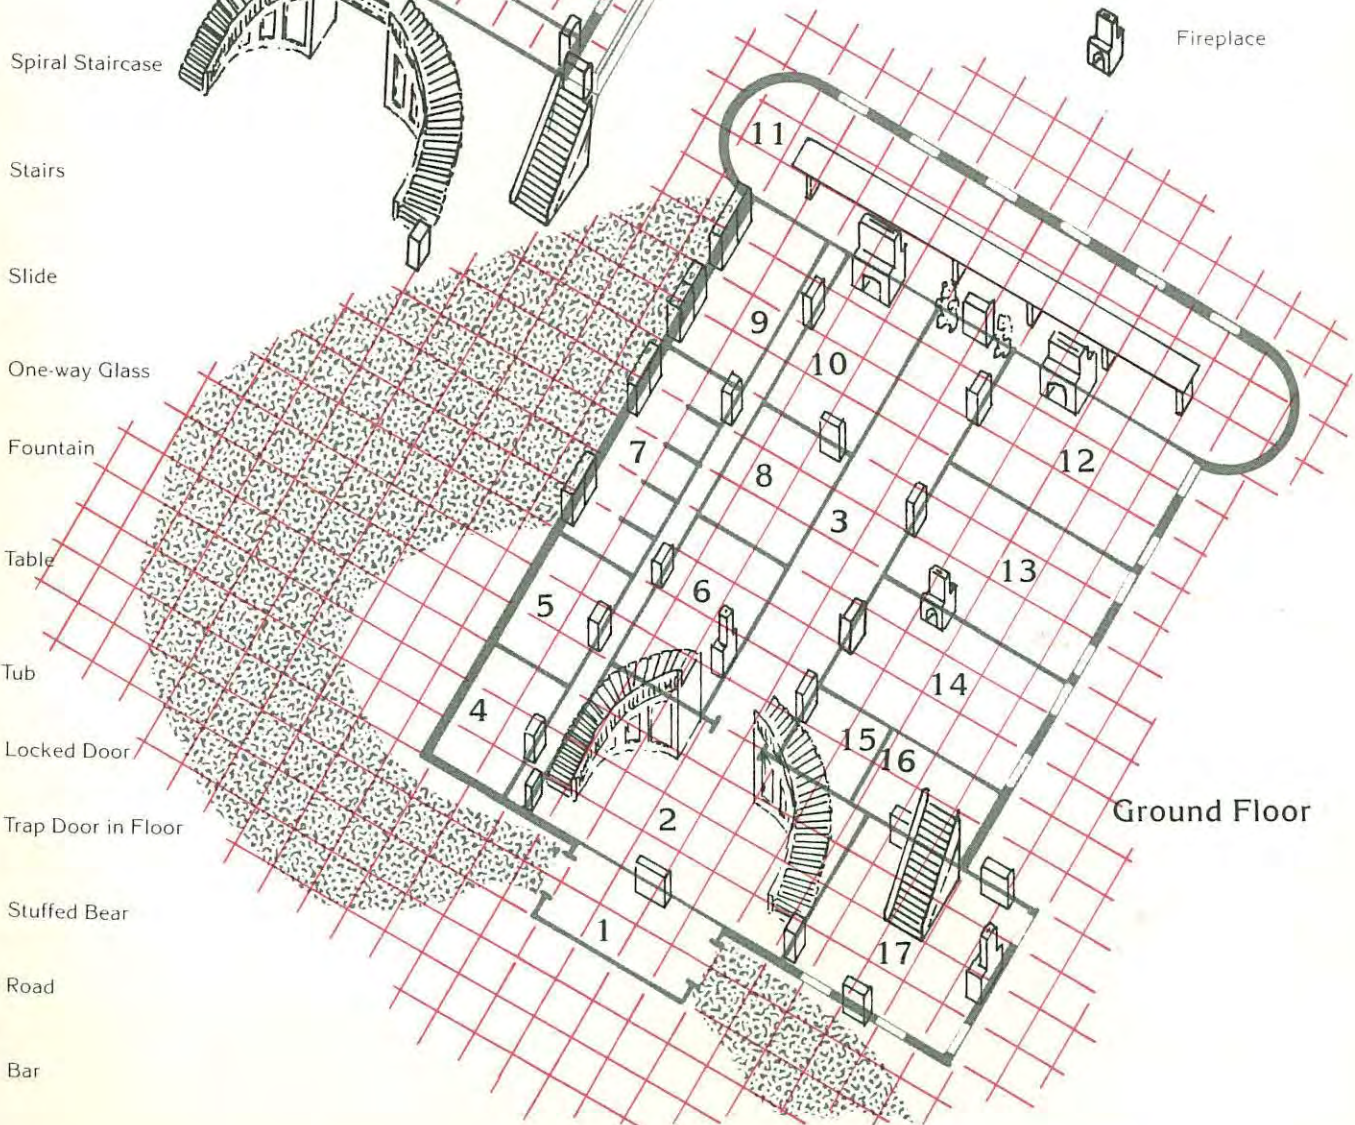 Fireplace
Spiral Staircase
Stairs
Slide
One-way Glass
Fountain
Table
Tub
Locked Door
Trap Door in Floor
Stuffed Bear
Road
Bar
11
9
10
7
8
12
3
13
6
5
14
4
15
16
2
Ground Floor
1
17